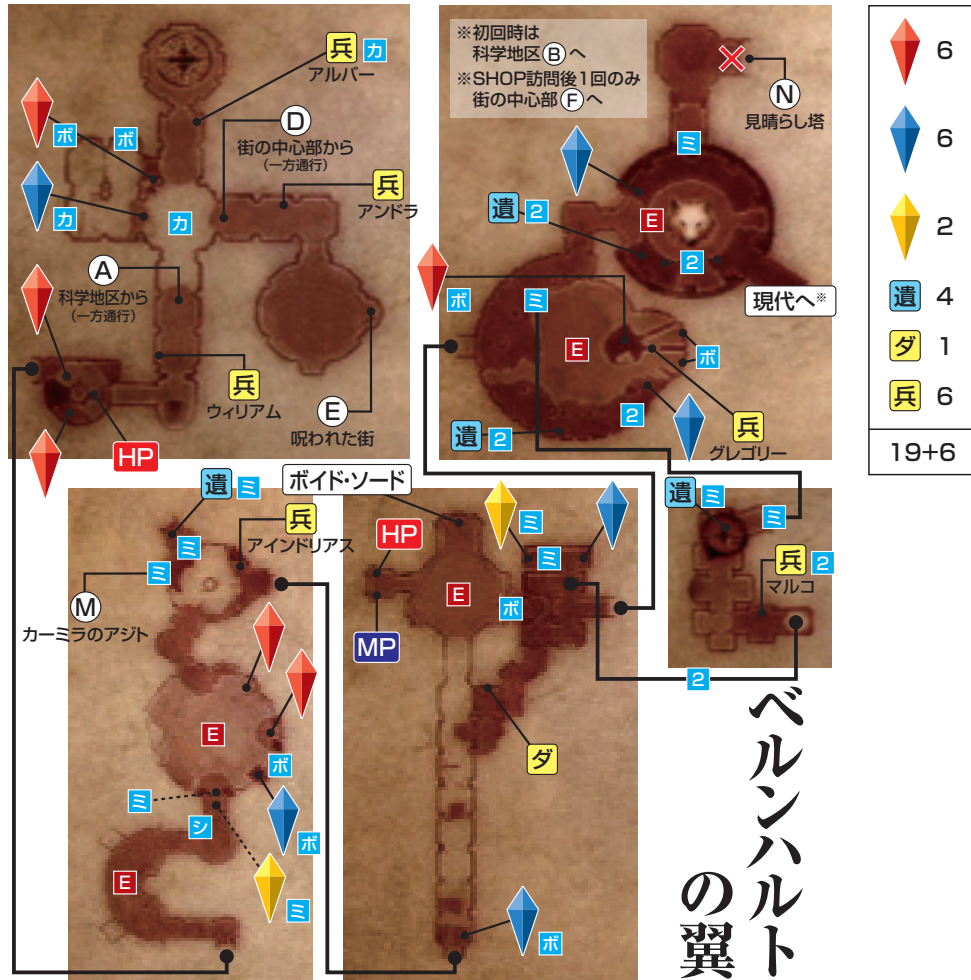 兵 カ
アルバー
D
街の中心部から
(一方通行)
兵
アンドラ
ボ
ボ
カ
カ
A
科学地区から
(一方通行)
兵
ウィリアム
E
呪われた街
HP
※初回時は
科学地区Bへ
※SHOP訪問後1回のみ
街の中心部Fへ
N
見晴らし塔
ミ
遺 2
E
2
現代へ※
ボ
ミ
E
ボ
2
遺 2
兵
グレゴリー
6
6
2
遺 4
ダ 1
兵 6
19+6
遺 ミ
兵
アインドリアス
ミ
ミ
M
カーミラのアジト
E
ボ
ミ
シ
ボ
E
ミ
ボイド・ソード
HP
MP
E
ミ
ミ
ボ
ダ
ボ
遺 ミ
ミ
兵 2
マルコ
2
ベルンハルト
の翼